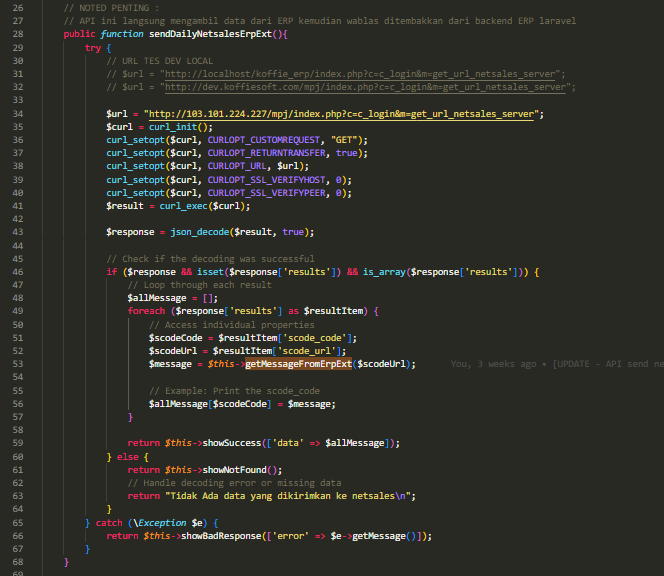 26 // NOTED PENTING :
27 // API ini langsung mengambil data dari ERP kemudian wablas ditembakkan dari backend ERP laravel
28 public function sendDailyNetsalesErpExt(){
29 try {
30 // URL TES DEV LOCAL
31 // $url = "http://localhost/koffie_erp/index.php?c=c_login&m=get_url_netsales_server";
32 // $url = "http://dev.koffiesoft.com/mpj/index.php?c=c_login&m=get_url_netsales_server";
33
34 $url = "http://103.101.224.227/mpj/index.php?c=c_login&m=get_url_netsales_server";
35 $curl = curl_init();
36 curl_setopt($curl, CURLOPT_CUSTOMREQUEST, "GET");
37 curl_setopt($curl, CURLOPT_RETURNTRANSFER, true);
38 curl_setopt($curl, CURLOPT_URL, $url);
39 curl_setopt($curl, CURLOPT_SSL_VERIFYHOST, 0);
40 curl_setopt($curl, CURLOPT_SSL_VERIFYPEER, 0);
41 $result = curl_exec($curl);
42
43 $response = json_decode($result, true);
44
45 // Check if the decoding was successful
46 if ($response && isset($response['results']) && is_array($response['results'])) {
47 // Loop through each result
48 $allMessage = [];
49 foreach ($response['results'] as $resultItem) {
50 // Access individual properties
51 $scodeCode = $resultItem['scode_code'];
52 $scodeUrl = $resultItem['scode_url'];
53 $message = $this->getMessageFromErpExt($scodeUrl); You, 3 weeks ago • [UPDATE - API send ne
54
55 // Example: Print the scode_code
56 $allMessage[$scodeCode] = $message;
57 }
58
59 return $this->showSuccess(['data' => $allMessage]);
60 } else {
61 return $this->showNotFound();
62 // Handle decoding error or missing data
63 return "Tidak Ada data yang dikirimkan ke netsales\n";
64 }
65 } catch (\Exception $e) {
66 return $this->showBadResponse(['error' => $e->getMessage()]);
67 }
68 }
69